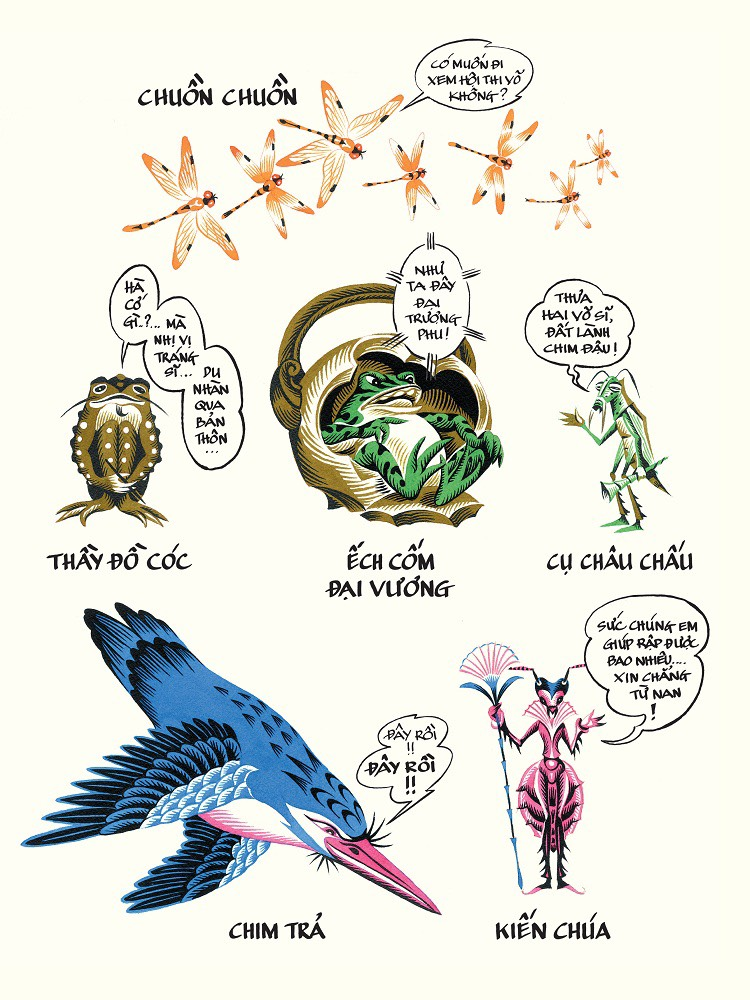 CHUỒN CHUỒN
CÓ MUỐN ĐI
XEM HỘI THI VÕ
KHÔNG?
HÀ
CỚ
GÌ..?...
MÀ
NHỊ VỊ
TRÁNG
SĨ...
DU
NHÀN
QUA
BẢN
THÔN
...
NHƯ
TA ĐÂY
ĐẠI
TRƯỢNG
PHU!
THƯA
HAI VÕ SĨ,
ĐẤT LÀNH
CHIM ĐẬU!
THẦY ĐỒ CÓC
ẾCH CỐM
ĐẠI VƯƠNG
CỤ CHÂU CHẤU
ĐÂY RỒI
!!
ĐÂY RỒI
!!
SỨC CHÚNG EM
GIÚP RẬP ĐƯỢC
BAO NHIÊU....
XIN CHẲNG
TỪ NAN
!
CHIM TRẢ
KIẾN CHÚA